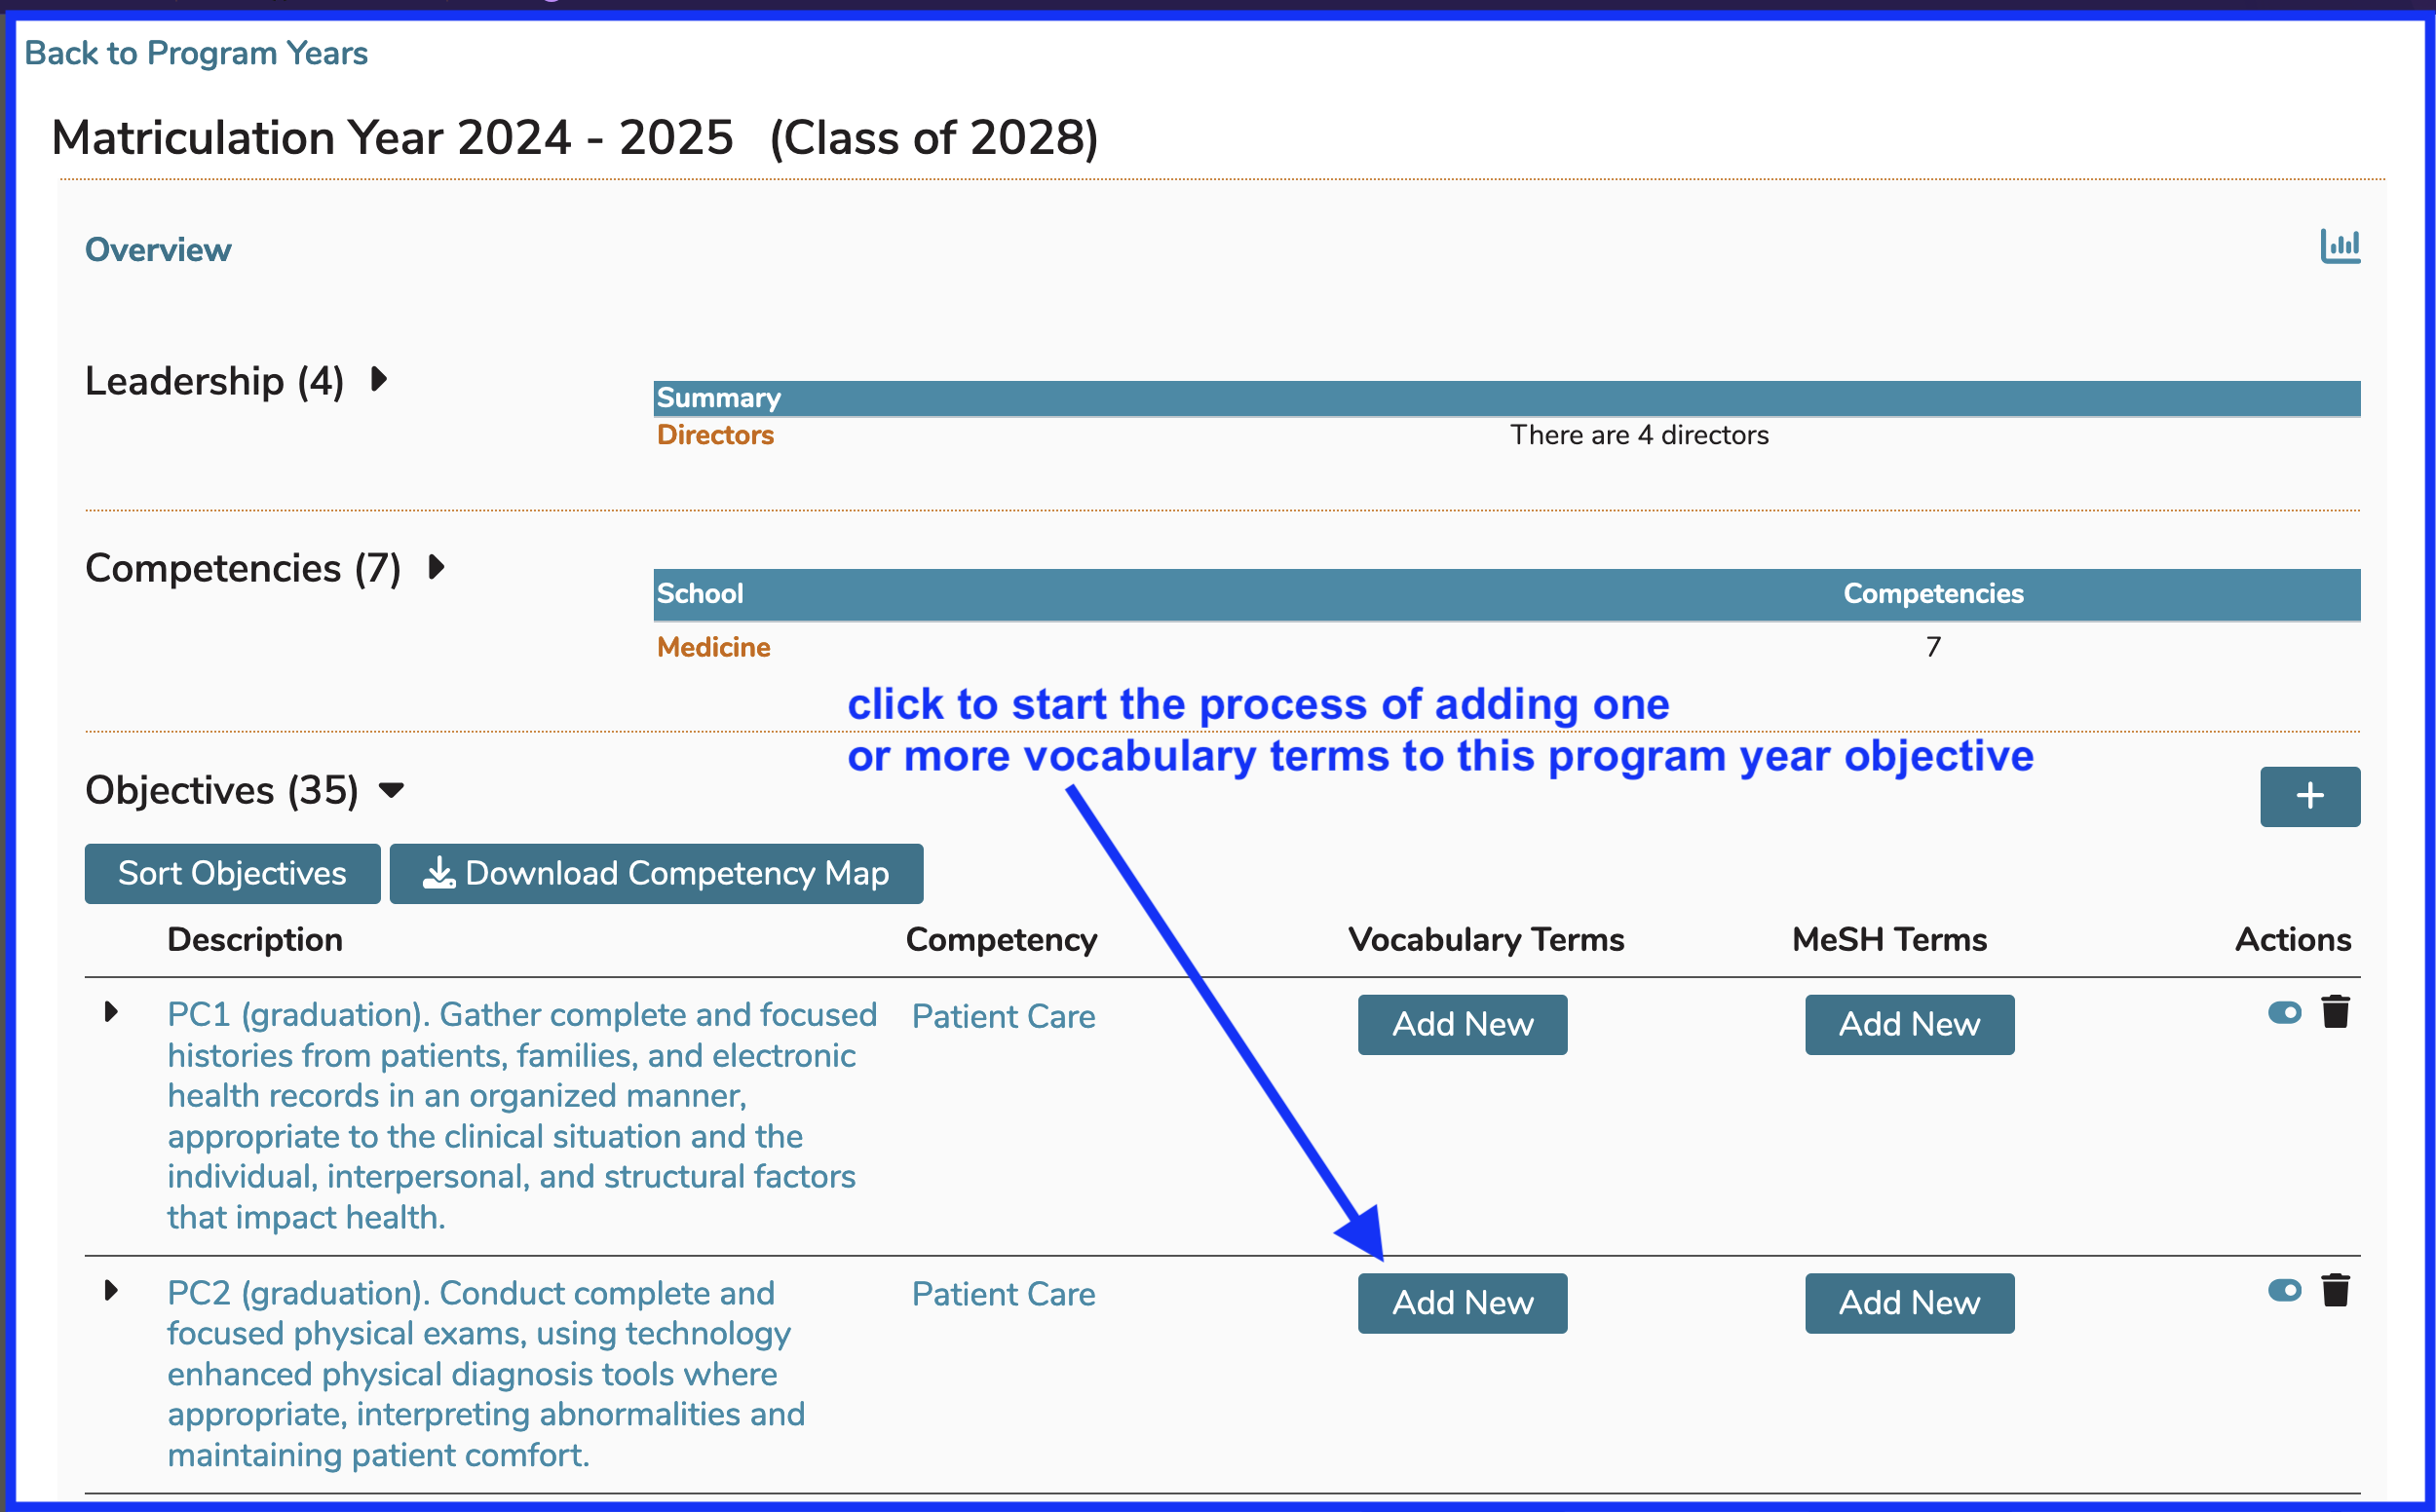 Back to Program Years
Matriculation Year 2024 - 2025 (Class of 2028)
Overview
Leadership (4)
Summary
Directors There are 4 directors
Competencies (7)
School Competencies
Medicine 7
click to start the process of adding one
or more vocabulary terms to this program year objective
Objectives (35)
+
Sort Objectives Download Competency Map
Description Competency Vocabulary Terms MeSH Terms Actions
PC1 (graduation). Gather complete and focused Patient Care Add New Add New
histories from patients, families, and electronic
health records in an organized manner,
appropriate to the clinical situation and the
individual, interpersonal, and structural factors
that impact health.
PC2 (graduation). Conduct complete and Patient Care Add New Add New
focused physical exams, using technology
enhanced physical diagnosis tools where
appropriate, interpreting abnormalities and
maintaining patient comfort.